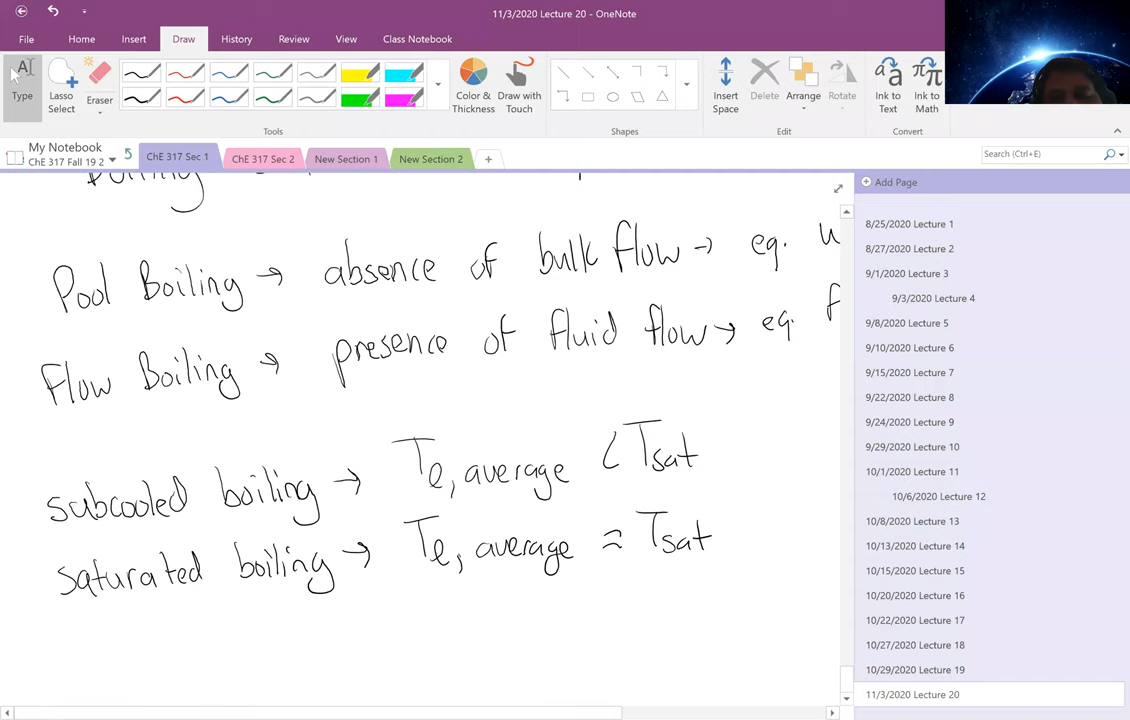 11/3/2020 Lecture 20 - OneNote
File Home Insert Draw History Review View Class Notebook
Type
Lasso Select
Eraser
Color & Thickness
Draw with Touch
Insert Space
Delete
Arrange
Rotate
Ink to Text
Ink to Math
Tools
Shapes
Edit
Convert
My Notebook
ChE 317 Fall 19 2
ChE 317 Sec 1
ChE 317 Sec 2
New Section 1
New Section 2
Search (Ctrl+E)
Boiling
Pool Boiling → absence of bulk flow → eg.
Flow Boiling → presence of fluid flow → eg. f
subcooled boiling → Tl, average < Tsat
saturated boiling → Tl, average ≈ Tsat
Add Page
8/25/2020 Lecture 1
8/27/2020 Lecture 2
9/1/2020 Lecture 3
9/3/2020 Lecture 4
9/8/2020 Lecture 5
9/10/2020 Lecture 6
9/15/2020 Lecture 7
9/22/2020 Lecture 8
9/24/2020 Lecture 9
9/29/2020 Lecture 10
10/1/2020 Lecture 11
10/6/2020 Lecture 12
10/8/2020 Lecture 13
10/13/2020 Lecture 14
10/15/2020 Lecture 15
10/20/2020 Lecture 16
10/22/2020 Lecture 17
10/27/2020 Lecture 18
10/29/2020 Lecture 19
11/3/2020 Lecture 20